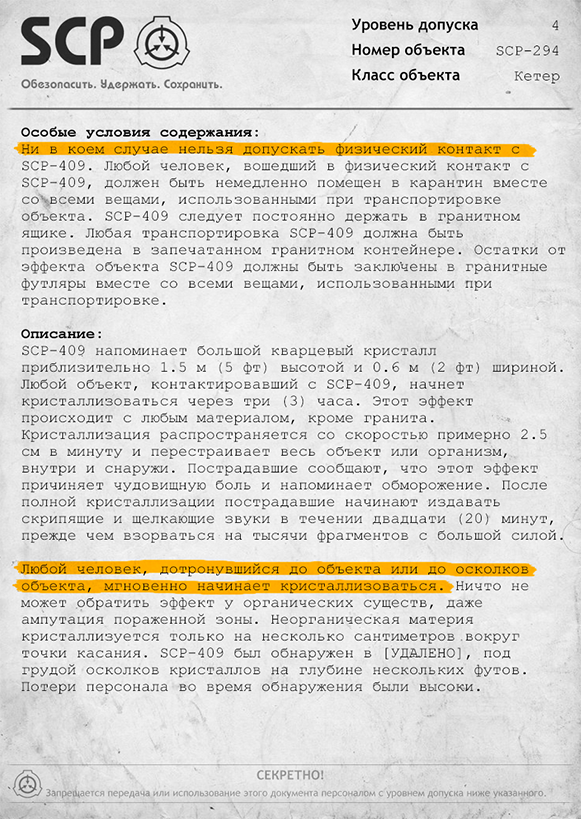 SCP
Обезопасить. Удержать. Сохранить.
Уровень допуска 4
Номер объекта SCP-294
Класс объекта Кетер
Особые условия содержания:
Ни в коем случае нельзя допускать физический контакт с
SCP-409. Любой человек, вошедший в физический контакт с
SCP-409, должен быть немедленно помещен в карантин вместе
со всеми вещами, использованными при транспортировке
объекта. SCP-409 следует постоянно держать в гранитном
ящике. Любая транспортировка SCP-409 должна быть
произведена в запечатанном гранитном контейнере. Остатки от
эффекта объекта SCP-409 должны быть заключены в гранитные
футляры вместе со всеми вещами, использованными при
транспортировке.
Описание:
SCP-409 напоминает большой кварцевый кристалл
приблизительно 1.5 м (5 фт) высотой и 0.6 м (2 фт) шириной.
Любой объект, контактировавший с SCP-409, начнет
кристаллизоваться через три (3) часа. Этот эффект
происходит с любым материалом, кроме гранита.
Кристаллизация распространяется со скоростью примерно 2.5
см в минуту и перестраивает весь объект или организм,
внутри и снаружи. Пострадавшие сообщают, что этот эффект
причиняет чудовищную боль и напоминает обморожение. После
полной кристаллизации пострадавшие начинают издавать
скрипящие и щелкающие звуки в течении двадцати (20) минут,
прежде чем взорваться на тысячи фрагментов с большой силой.
Любой человек, дотронувшийся до объекта или до осколков
объекта, мгновенно начинает кристаллизоваться. Ничто не
может обратить эффект у органических существ, даже
ампутация пораженной зоны. Неорганическая материя
кристаллизуется только на несколько сантиметров вокруг
точки касания. SCP-409 был обнаружен в [УДАЛЕНО], под
грудой осколков кристаллов на глубине нескольких футов.
Потери персонала во время обнаружения были высоки.
СЕКРЕТНО!
Запрещается передача или использование этого документа персоналом с уровнем допуска ниже указанного.